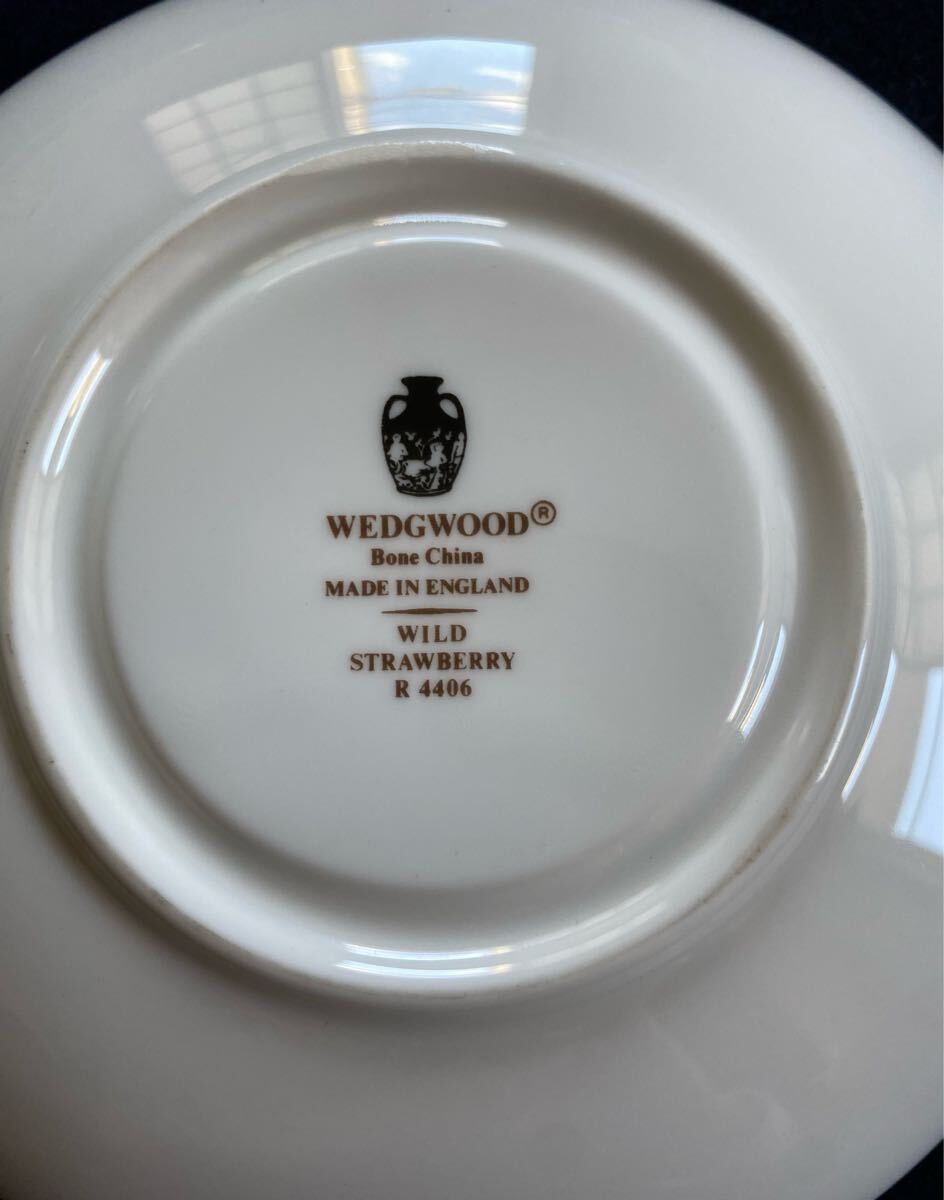 WEDGWOOD®
Bone China
MADE IN ENGLAND
WILD
STRAWBERRY
R 4406